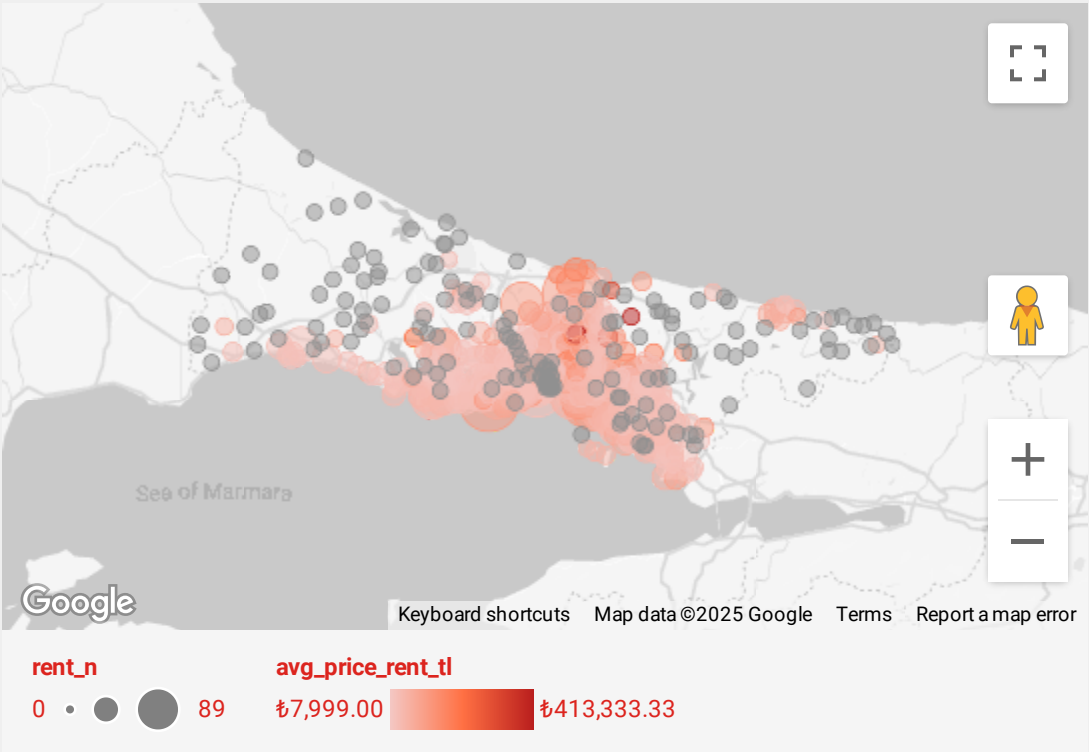 Sea of Marmara
Google
Keyboard shortcuts Map data ©2025 Google Terms Report a map error
rent_n avg_price_rent_tl
0 89 ₺7,999.00 ₺413,333.33